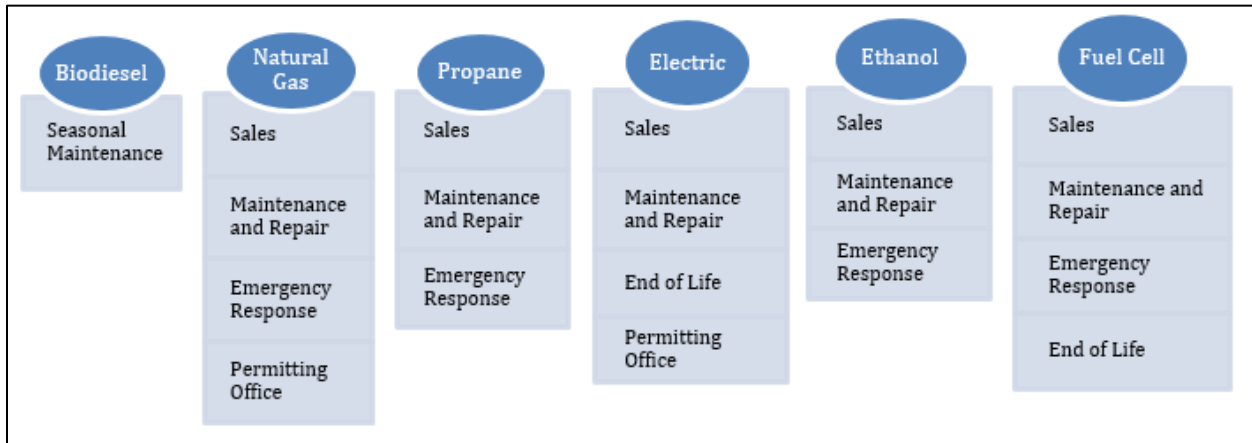 Biodiesel
Seasonal
Maintenance
Natural
Gas
Sales
Maintenance
and Repair
Emergency
Response
Permitting
Office
Propane
Sales
Maintenance
and Repair
Emergency
Response
Electric
Sales
Maintenance
and Repair
End of Life
Permitting
Office
Ethanol
Sales
Maintenance
and Repair
Emergency
Response
Fuel Cell
Sales
Maintenance and
Repair
Emergency
Response
End of Life